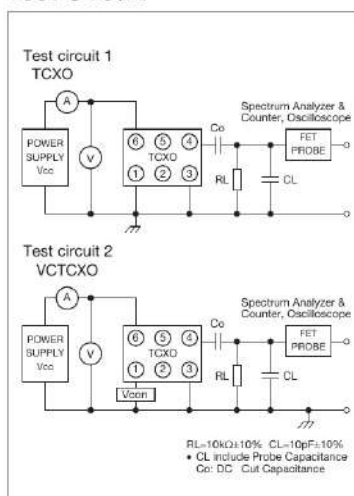 Test circuit 1
TCXO
A
POWER
SUPPLY
Vcc
V
6 5 4
TCXO
1 2 3
Co
RL
CL
Spectrum Analyzer &
Counter, Oscilloscope
FET
PROBE
Test circuit 2
VCTCXO
A
POWER
SUPPLY
Vcc
V
6 5 4
TCXO
1 2 3
Vcon
Co
RL
CL
Spectrum Analyzer &
Counter, Oscilloscope
FET
PROBE
RL=10kΩ±10% CL=10pF±10%
• CL include Probe Capacitance
Co: DC Cut Capacitance